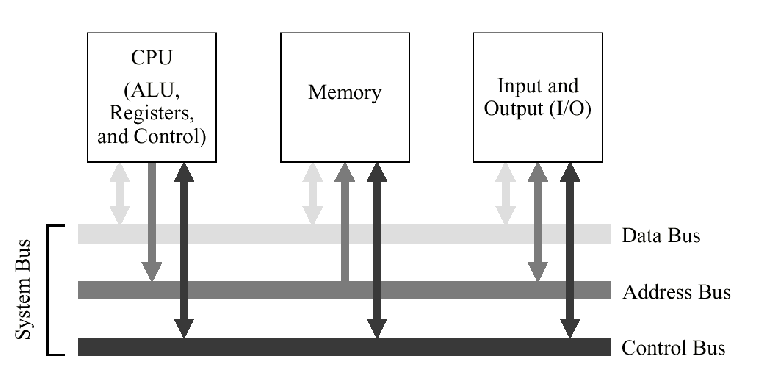 CPU
(ALU,
Registers,
and Control)
Memory
Input and
Output (I/O)
System Bus
Data Bus
Address Bus
Control Bus